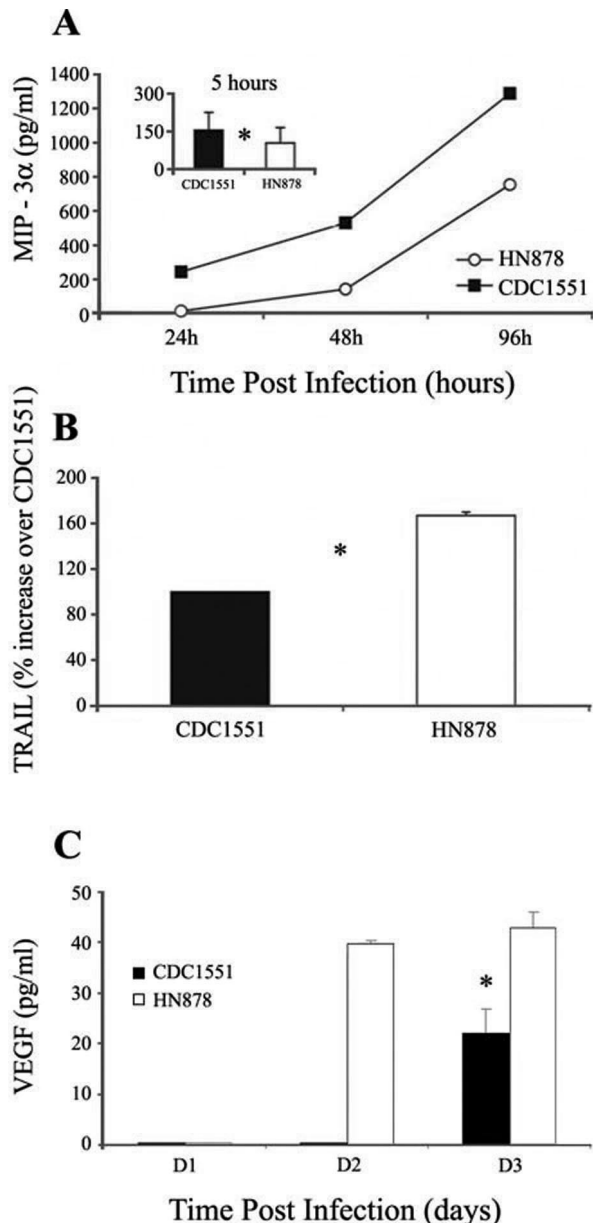 A
MIP - 3α (pg/ml)
1400
1200
1000
800
600
400
200
0
5 hours
300
150
0
*
CDC1551
HN878
HN878
CDC1551
24h
48h
96h
Time Post Infection (hours)
B
TRAIL (% increase over CDC1551)
200
160
120
80
40
0
*
CDC1551
HN878
C
VEGF (pg/ml)
50
40
30
20
10
0
CDC1551
HN878
*
D1
D2
D3
Time Post Infection (days)